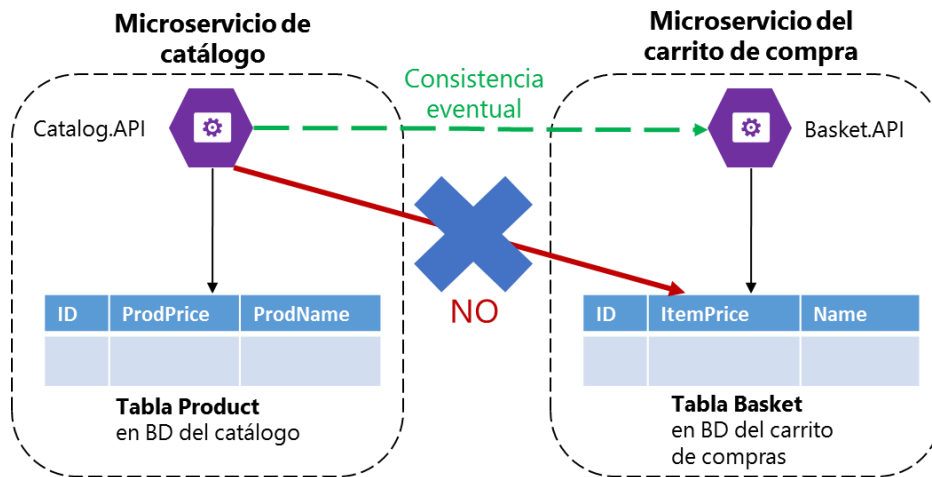 Microservicio de
catálogo
Microservicio del
carrito de compra
Consistencia
eventual
Catalog.API
Basket.API
NO
ID ProdPrice ProdName
ID ItemPrice Name
Tabla Product
en BD del catálogo
Tabla Basket
en BD del carrito
de compras